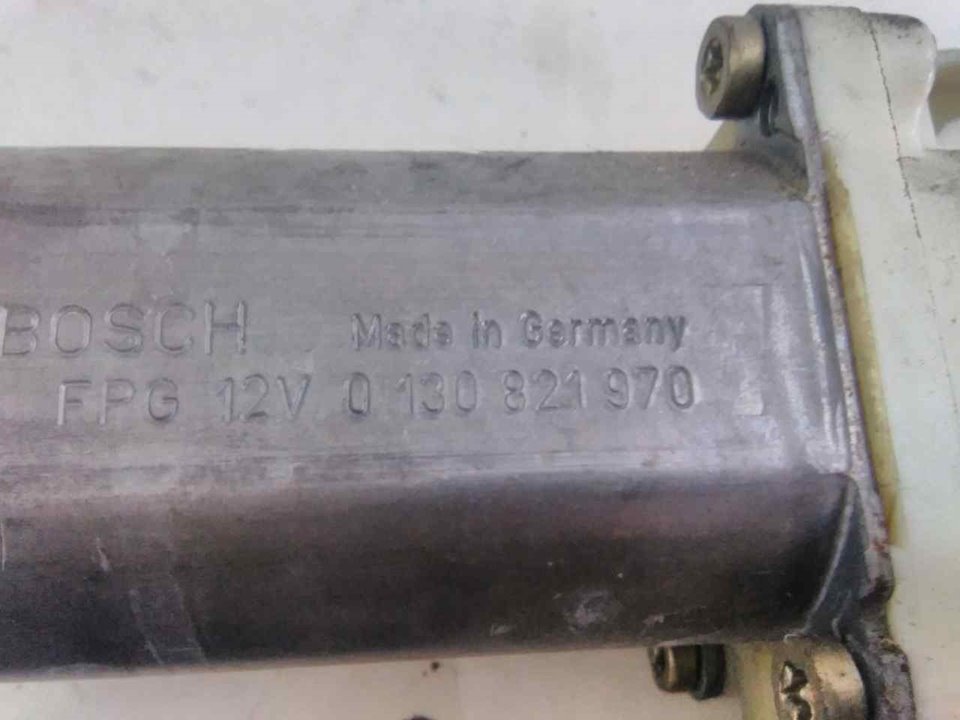 BOSCH Made in Germany
FPG 12V 0 130 821 970